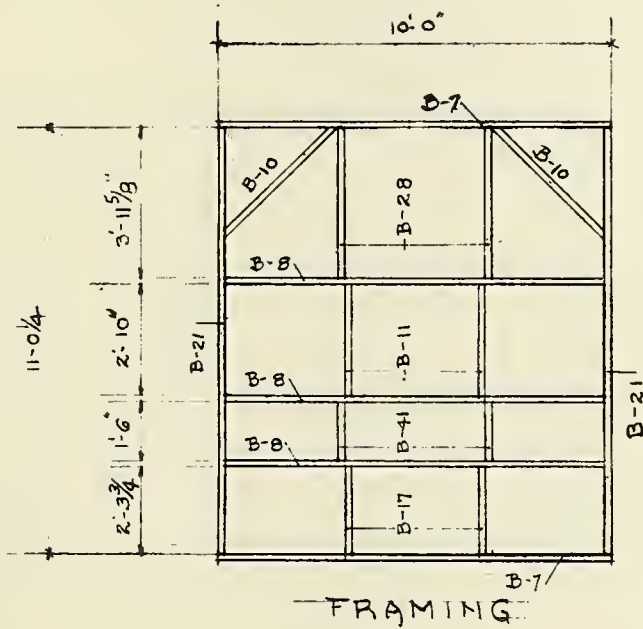 10'-0"
B-7
B-10
B-10
B-28
3'-11 5/8"
B-8
11-0 1/4
B-21
2'-10"
B-11
B-21
B-8
1'-6"
B-41
B-8
2'-3 3/4
B-17
B-7
FRAMING